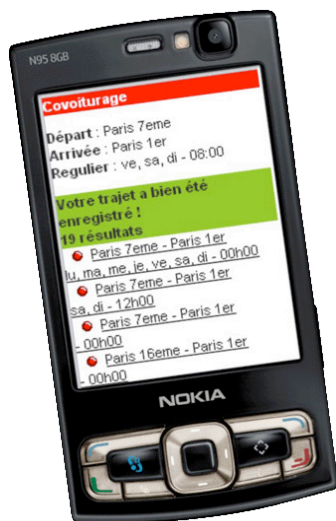 N95 8GB
Covoiturage
Départ : Paris 7eme
Arrivée : Paris 1er
Regulier : ve, sa, di - 08:00
Votre trajet a bien été
enregistré !
19 résultats
Paris 7eme - Paris 1er
lu, ma, me, je, ve, sa, di - 00h00
Paris 7eme - Paris 1er
sa, di - 12h00
Paris 7eme - Paris 1er
- 00h00
Paris 16eme - Paris 1er
- 00h00
NOKIA